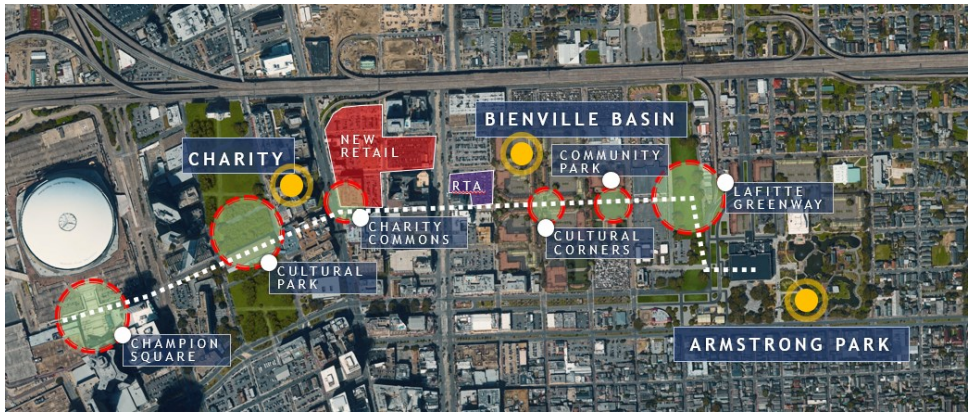 BIENVILLE BASIN
NEW
RETAIL
CHARITY
COMMUNITY
PARK
RTA
LAFITTE
GREENWAY
CHARITY
COMMONS
CULTURAL
CORNERS
CULTURAL
PARK
CHAMPION
SQUARE
ARMSTRONG PARK